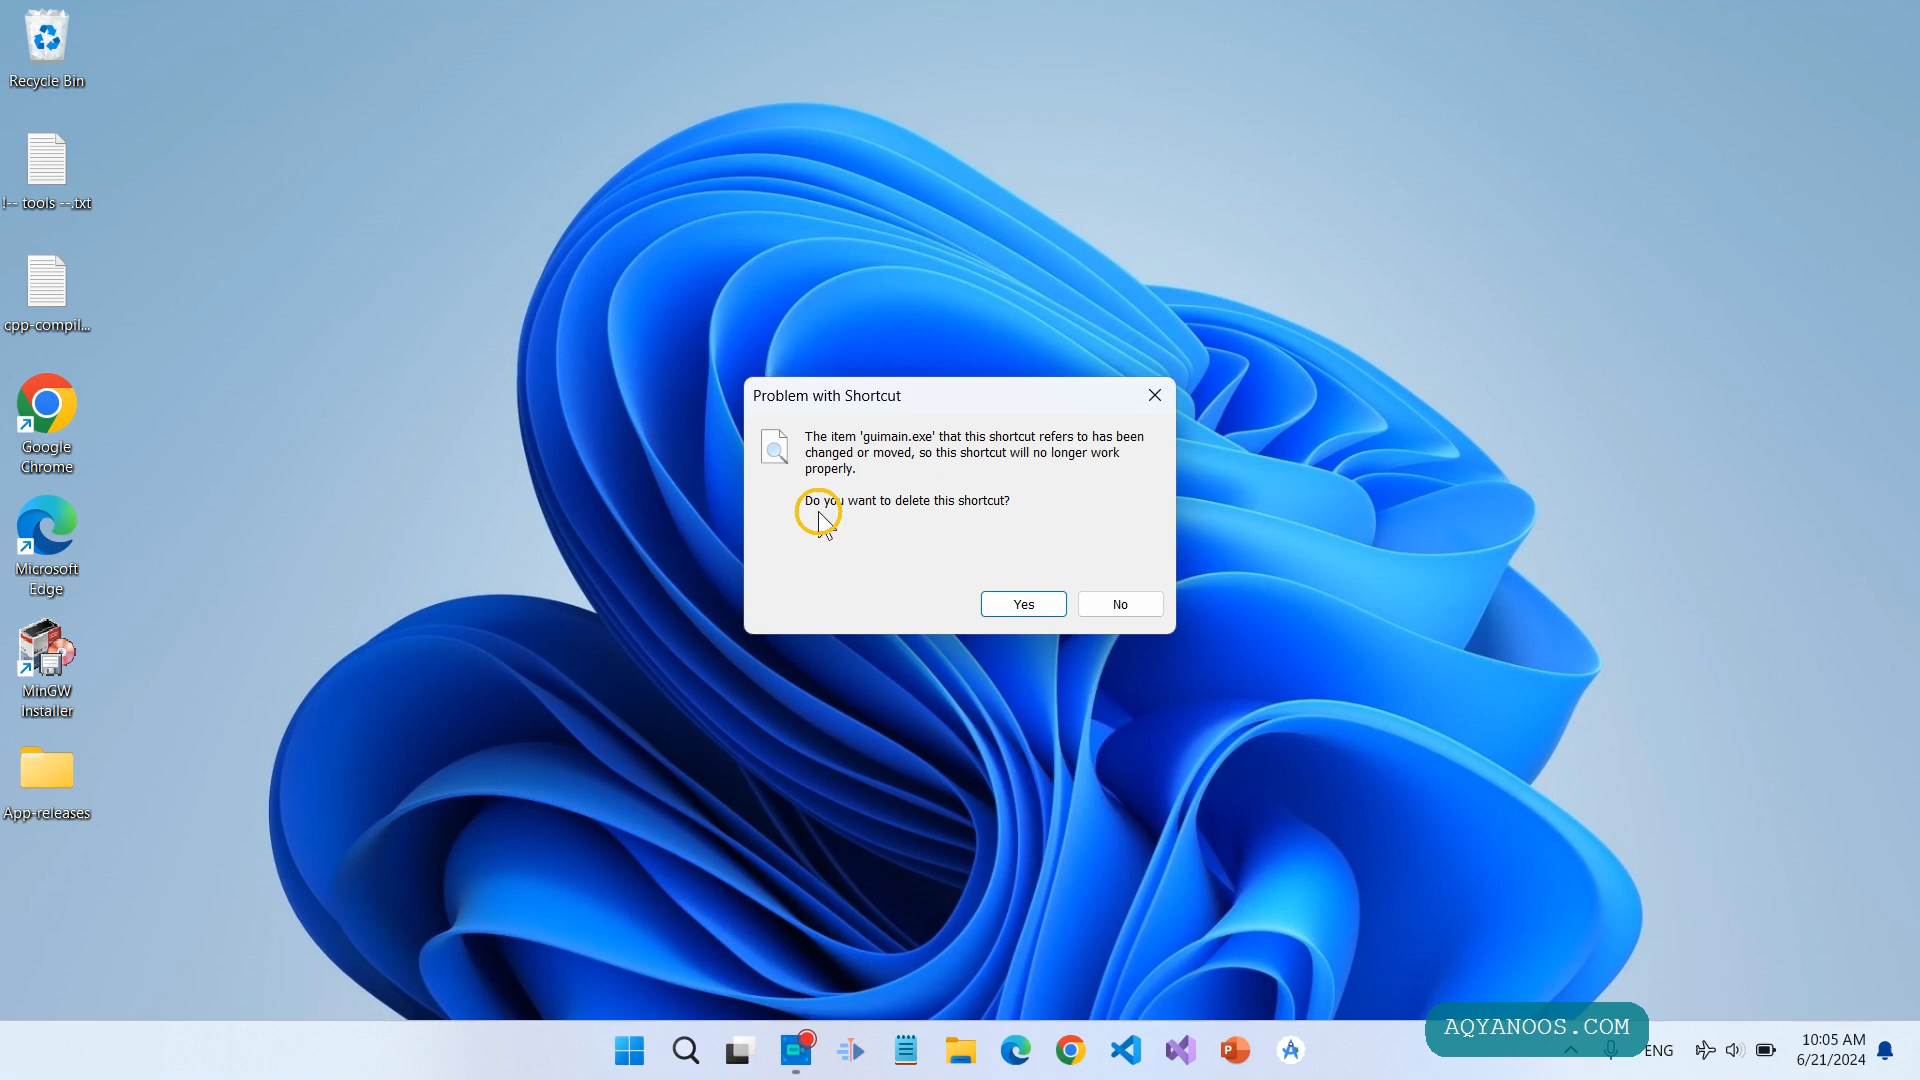 Recycle Bin
!-- tools --.txt
cpp-compil...
Google
Chrome
Microsoft
Edge
MinGW
Installer
App-releases
Problem with Shortcut
The item 'guimain.exe' that this shortcut refers to has been
changed or moved, so this shortcut will no longer work
properly.
Do you want to delete this shortcut?
Yes
No
AQYANOOS.COM
ENG
10:05 AM
6/21/2024